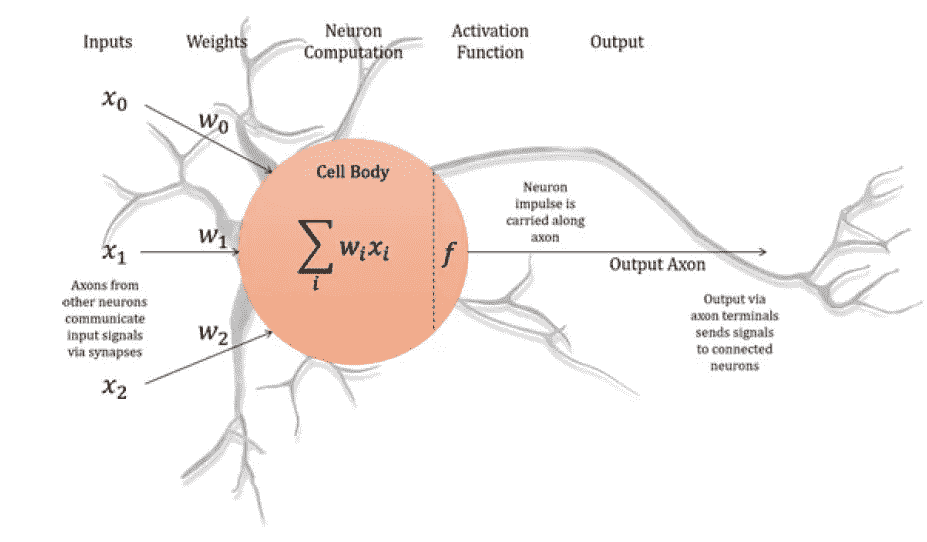 Inputs
Weights
Neuron
Computation
Activation
Function
Output
x₀
w₀
Cell Body
x₁
w₁
∑ᵢ wᵢxᵢ
f
Neuron
impulse is
carried along
axon
Output Axon
Axons from
other neurons
communicate
input signals
via synapses
w₂
x₂
Output via
axon terminals
sends signals
to connected
neurons